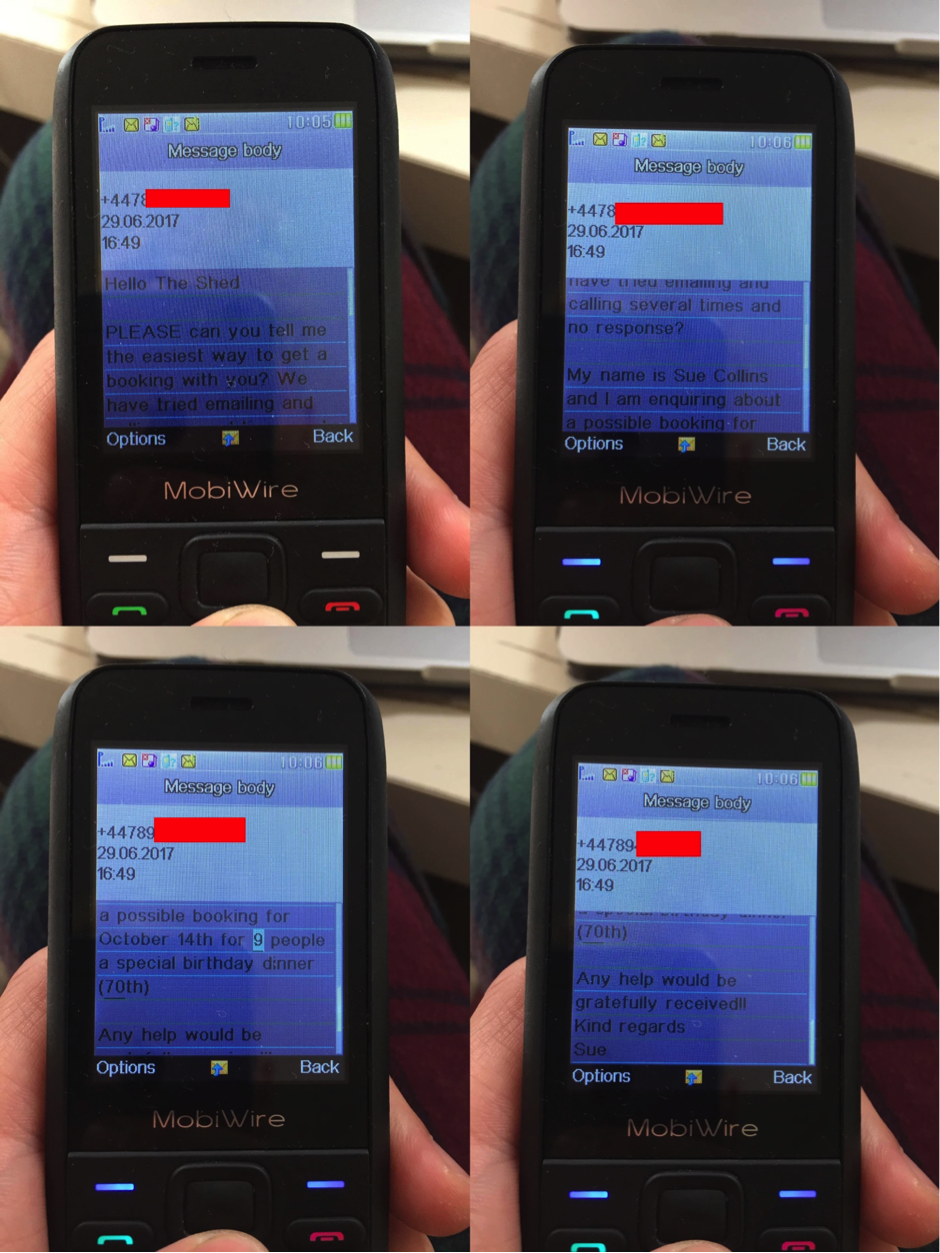 10:05
Message body
+4478
29.06.2017
16:49
Hello The Shed
PLEASE can you tell me
the easiest way to get a
booking with you? We
have tried emailing and
Options
Back
MobiWire
10:06
Message body
+4478
29.06.2017
16:49
have tried emailing and
calling several times and
no response?
My name is Sue Collins
and I am enquiring about
a possible booking for
Options
Back
MobiWire
10:06
Message body
+44789
29.06.2017
16:49
a possible booking for
October 14th for 9 people
a special birthday dinner
(70th)
Any help would be
Options
Back
MobiWire
10:06
Message body
+44789
29.06.2017
16:49
a special birthday dinner
(70th)
Any help would be
gratefully received!!
Kind regards
Sue
Options
Back
MobiWire